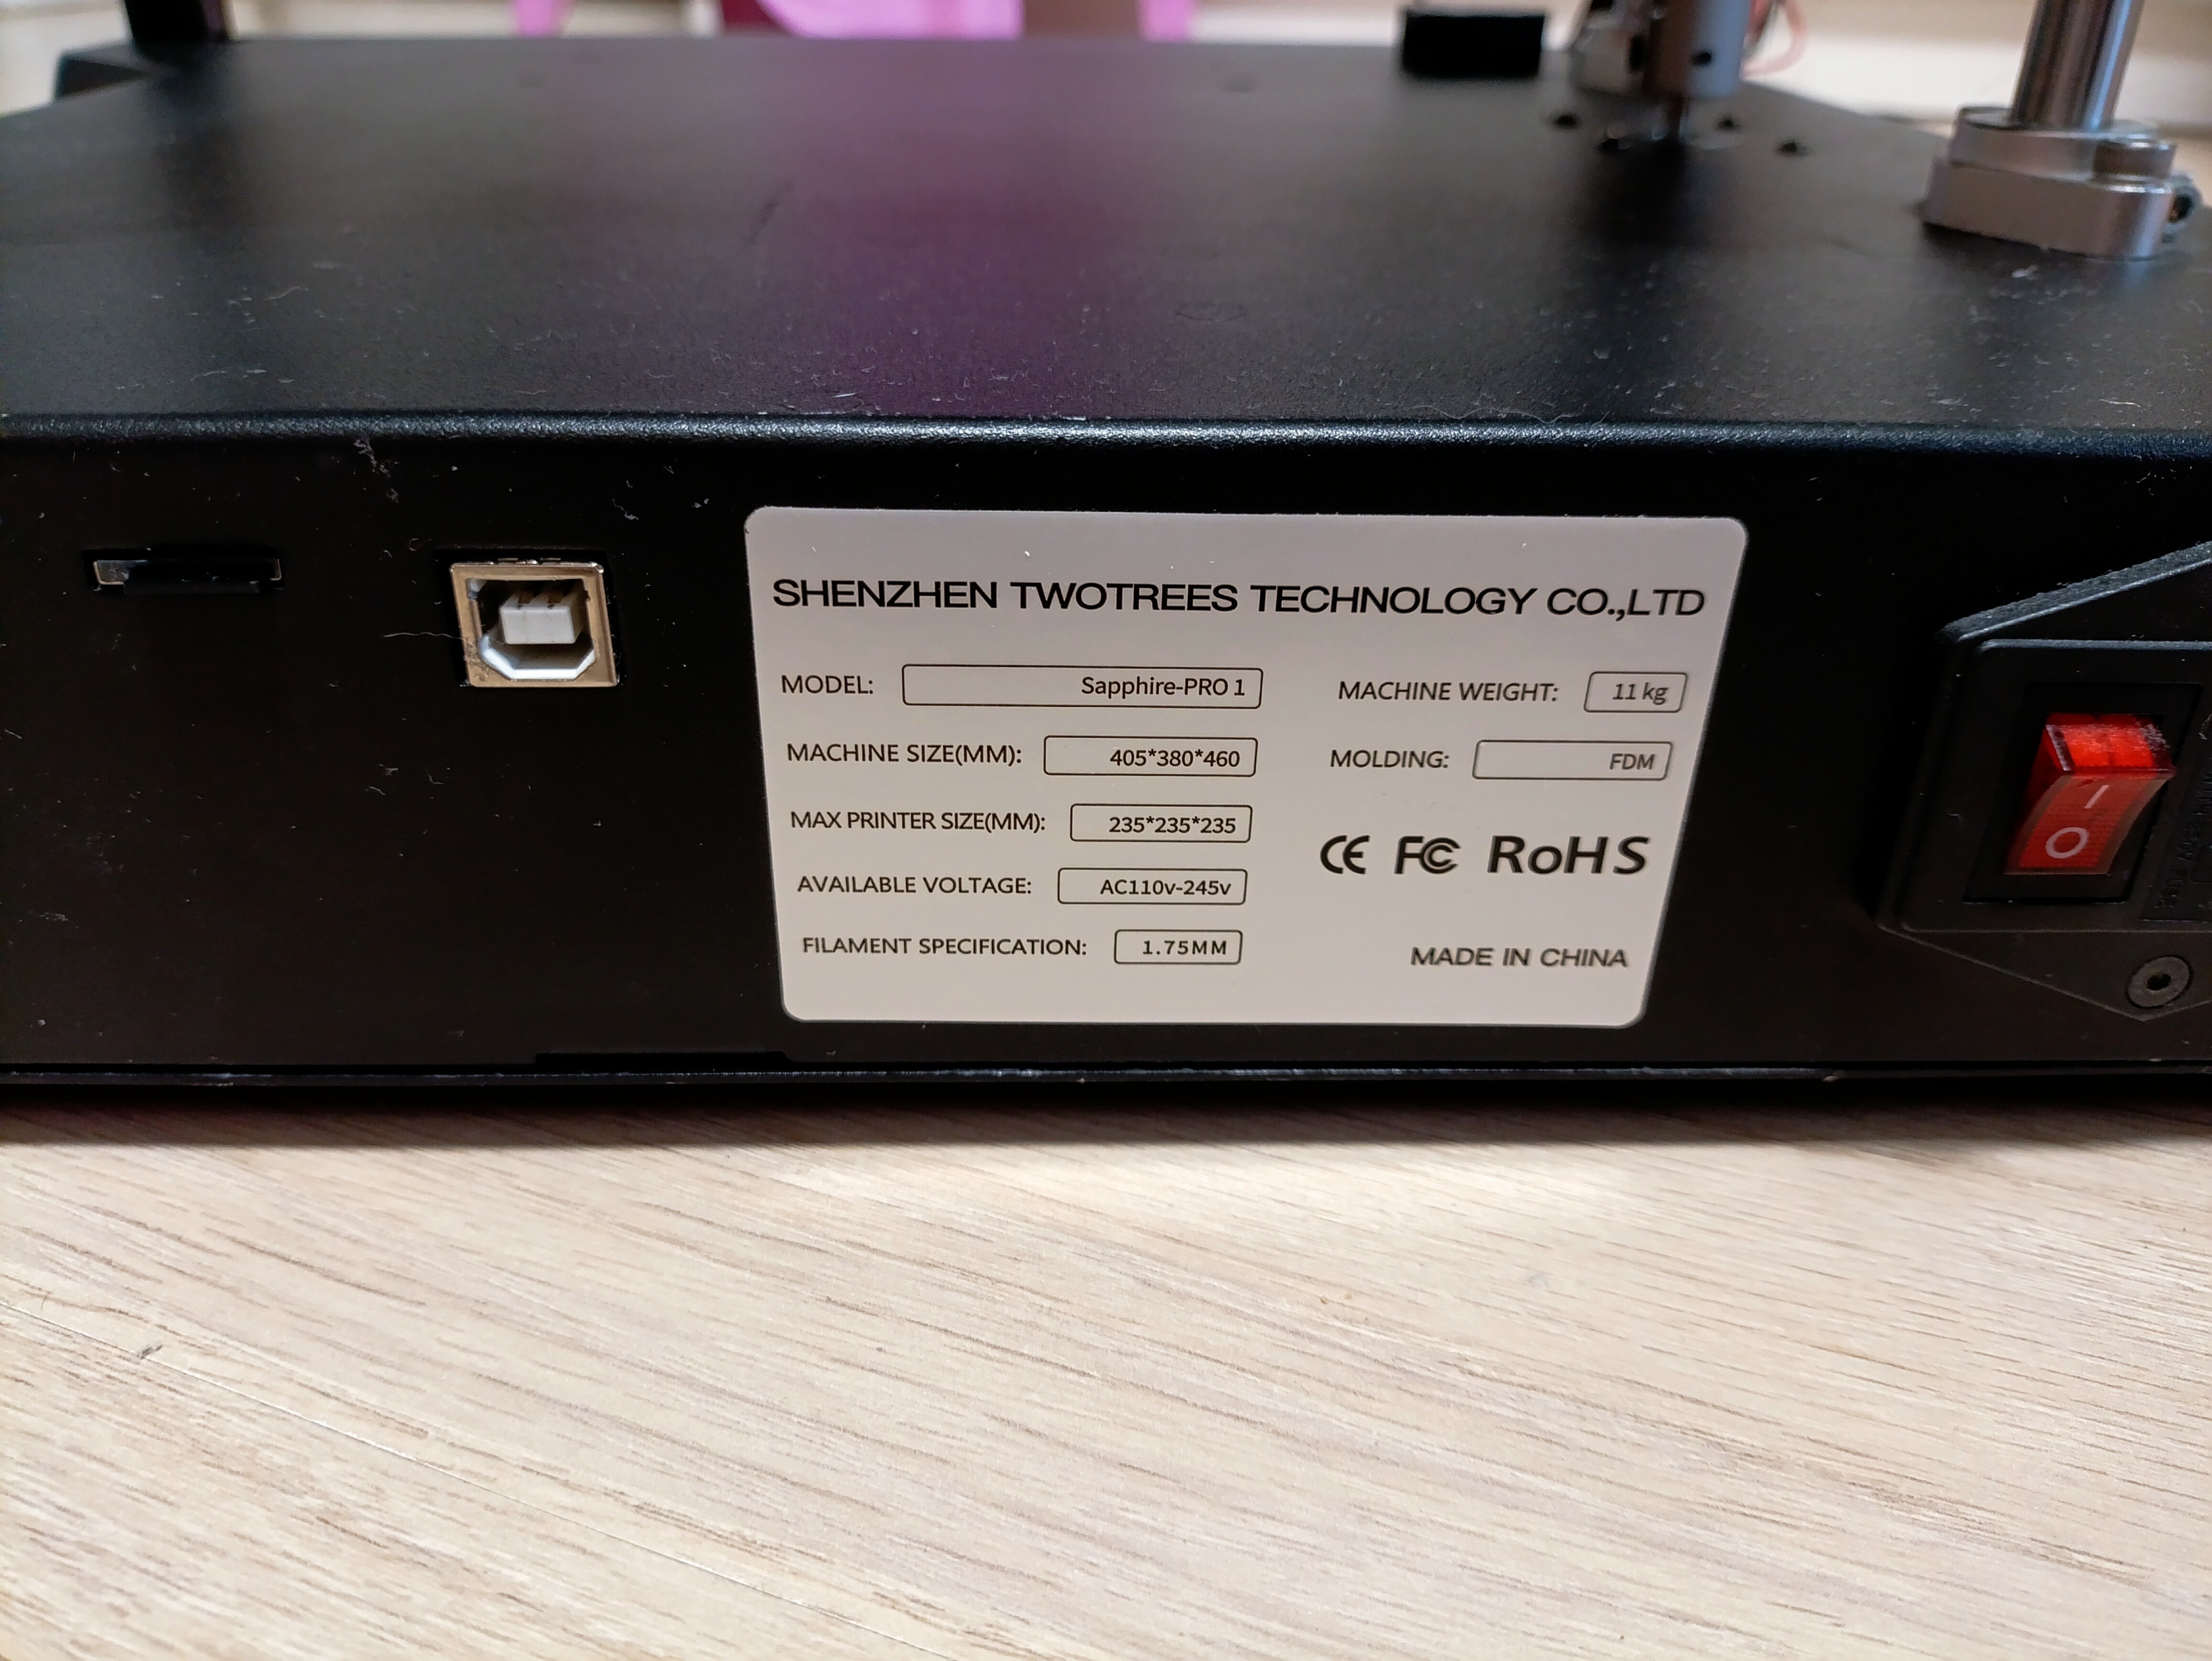 SHENZHEN TWOTREES TECHNOLOGY CO.,LTD
MODEL: Sapphire-PRO 1
MACHINE WEIGHT: 11 kg
MACHINE SIZE(MM): 405*380*460
MOLDING: FDM
MAX PRINTER SIZE(MM): 235*235*235
CE FC RoHS
AVAILABLE VOLTAGE: AC110v-245v
FILAMENT SPECIFICATION: 1.75MM
MADE IN CHINA
I
O